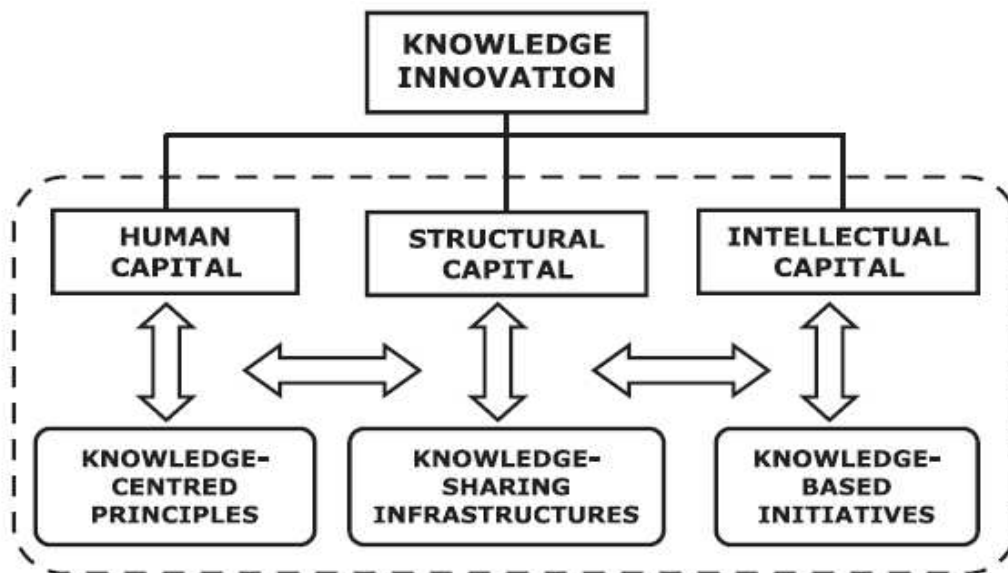 KNOWLEDGE
INNOVATION
HUMAN
CAPITAL
STRUCTURAL
CAPITAL
INTELLECTUAL
CAPITAL
KNOWLEDGE-
CENTRED
PRINCIPLES
KNOWLEDGE-
SHARING
INFRASTRUCTURES
KNOWLEDGE-
BASED
INITIATIVES